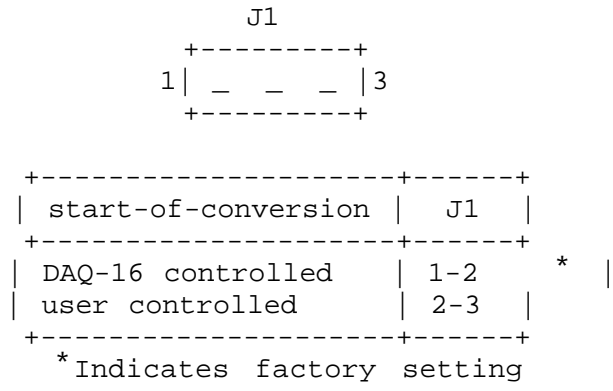 J1
+---------+
1| _ _ _ |3
+---------+
+----------------------+------+
| start-of-conversion | J1 |
+----------------------+------+
| DAQ-16 controlled | 1-2 * |
| user controlled | 2-3 |
+----------------------+------+
*Indicates factory setting